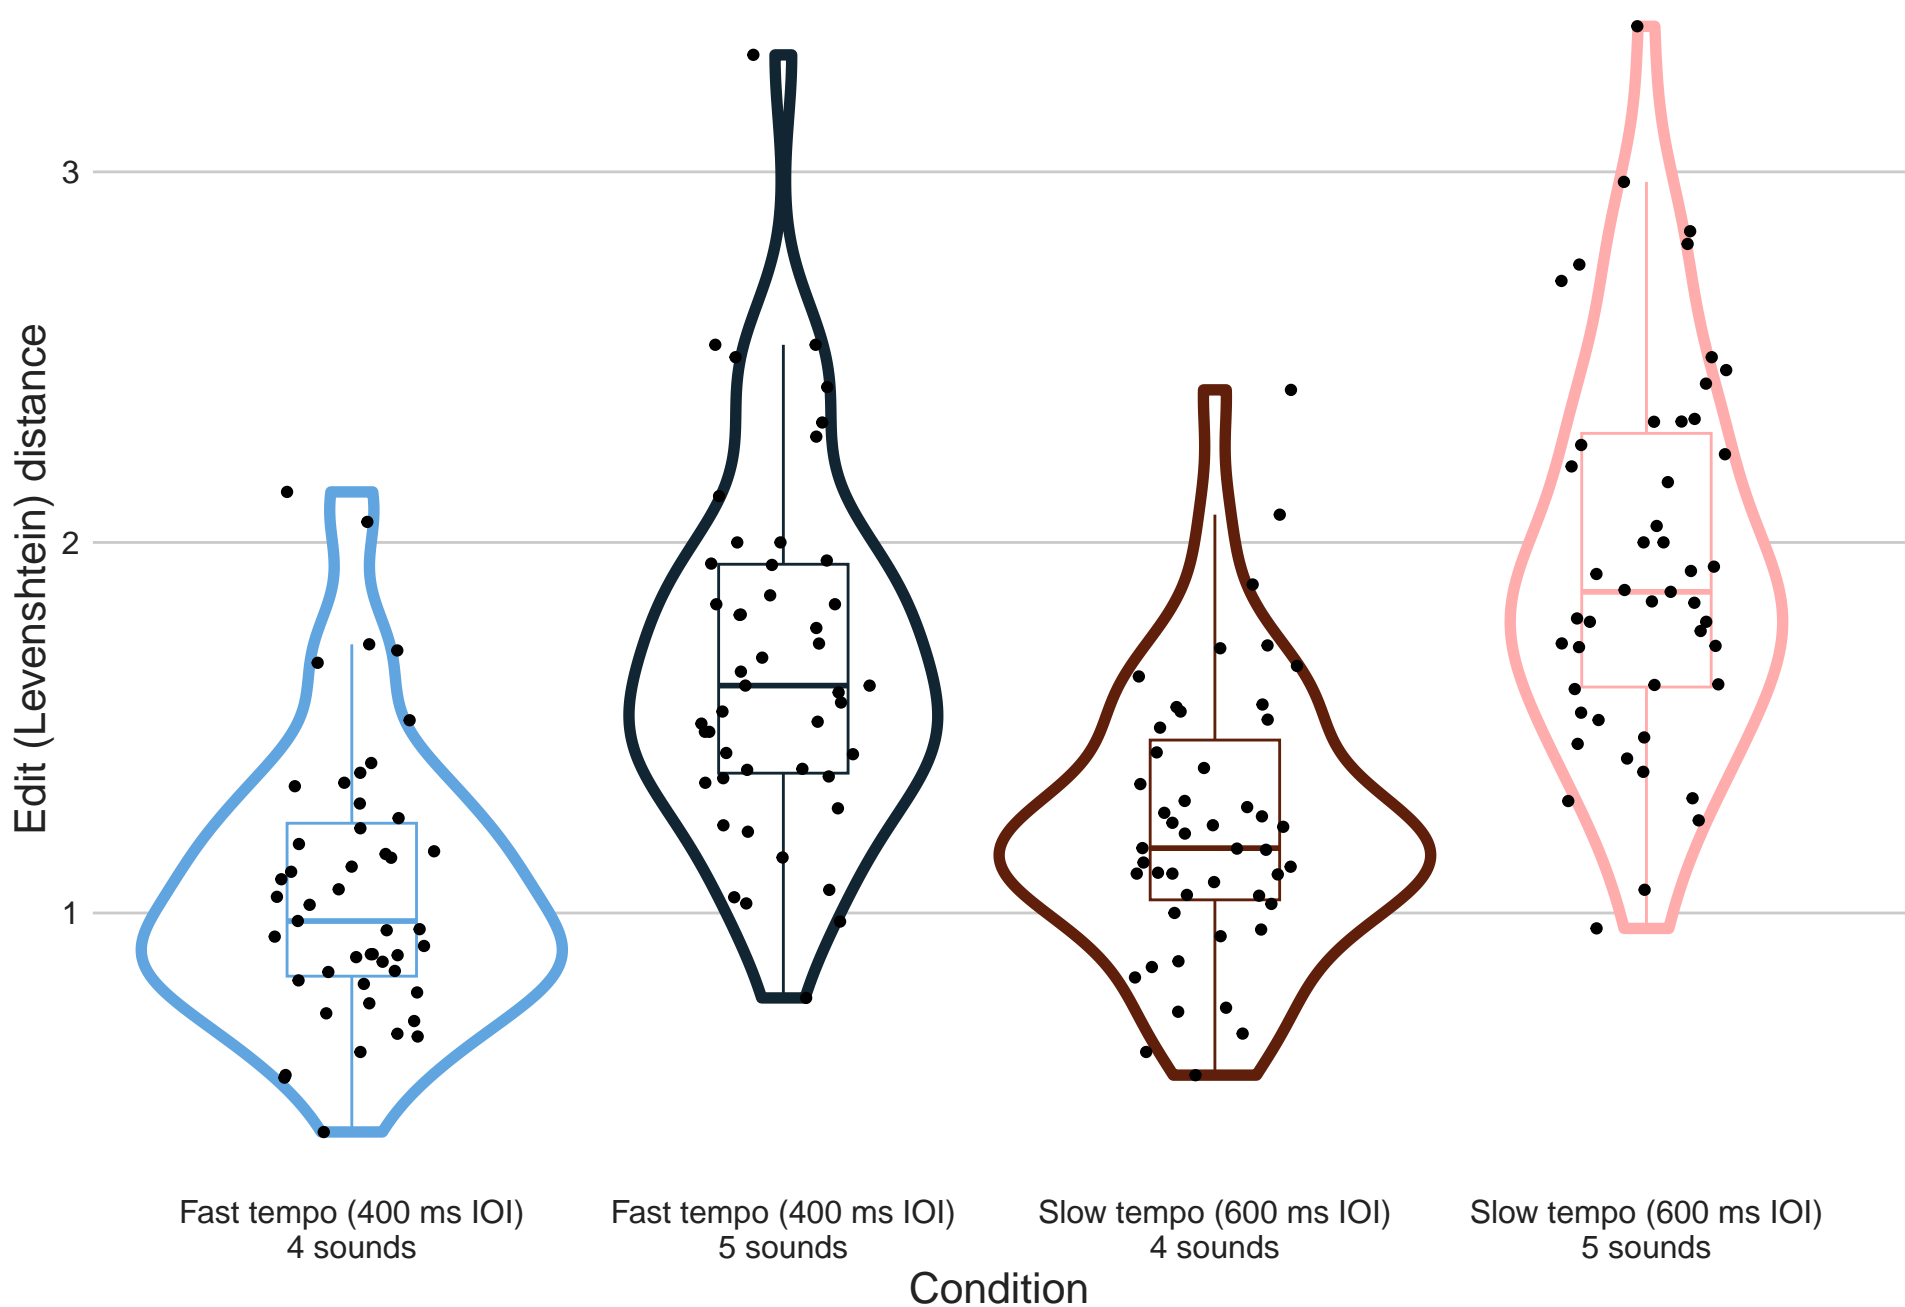 Edit (Levenshtein) distance
3
2
1
Fast tempo (400 ms IOI)
4 sounds
Fast tempo (400 ms IOI)
5 sounds
Slow tempo (600 ms IOI)
4 sounds
Slow tempo (600 ms IOI)
5 sounds
Condition